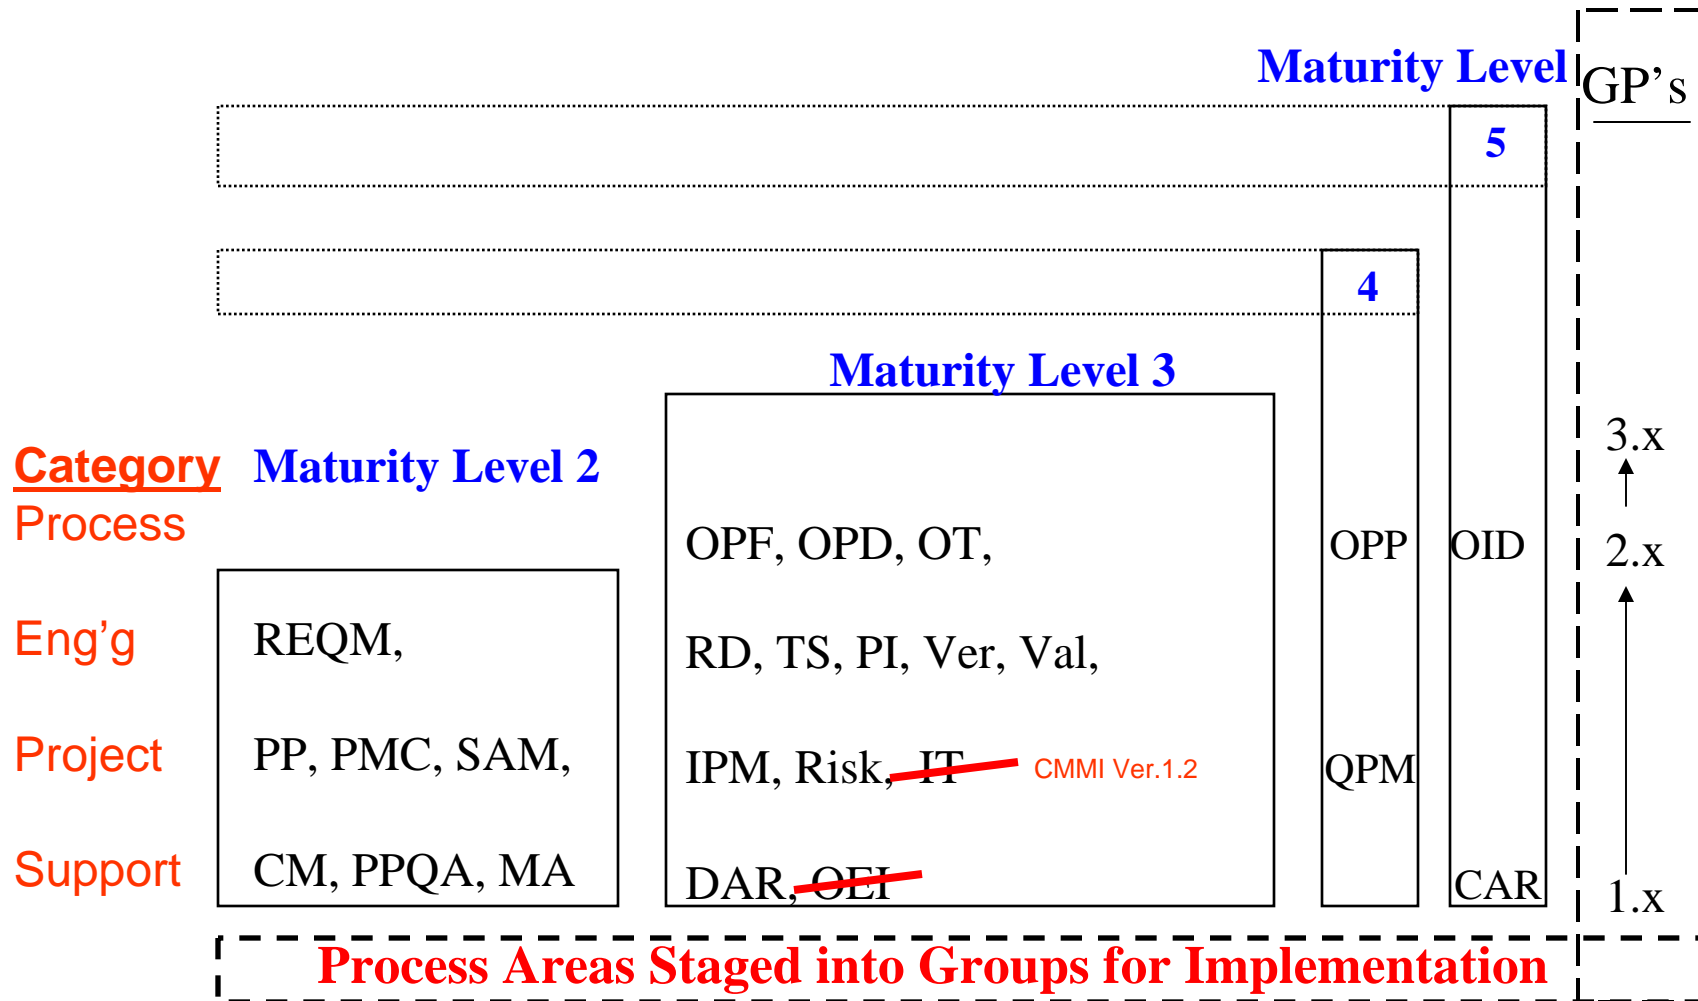 Maturity Level
GP's
5
4
Maturity Level 3
Category Maturity Level 2
3.x
Process
OPF, OPD, OT, OPP OID 2.x
Eng'g REQM, RD, TS, PI, Ver, Val,
Project PP, PMC, SAM, IPM, Risk, IT CMMI Ver.1.2 QPM
Support CM, PPQA, MA DAR, OEI CAR 1.x
Process Areas Staged into Groups for Implementation